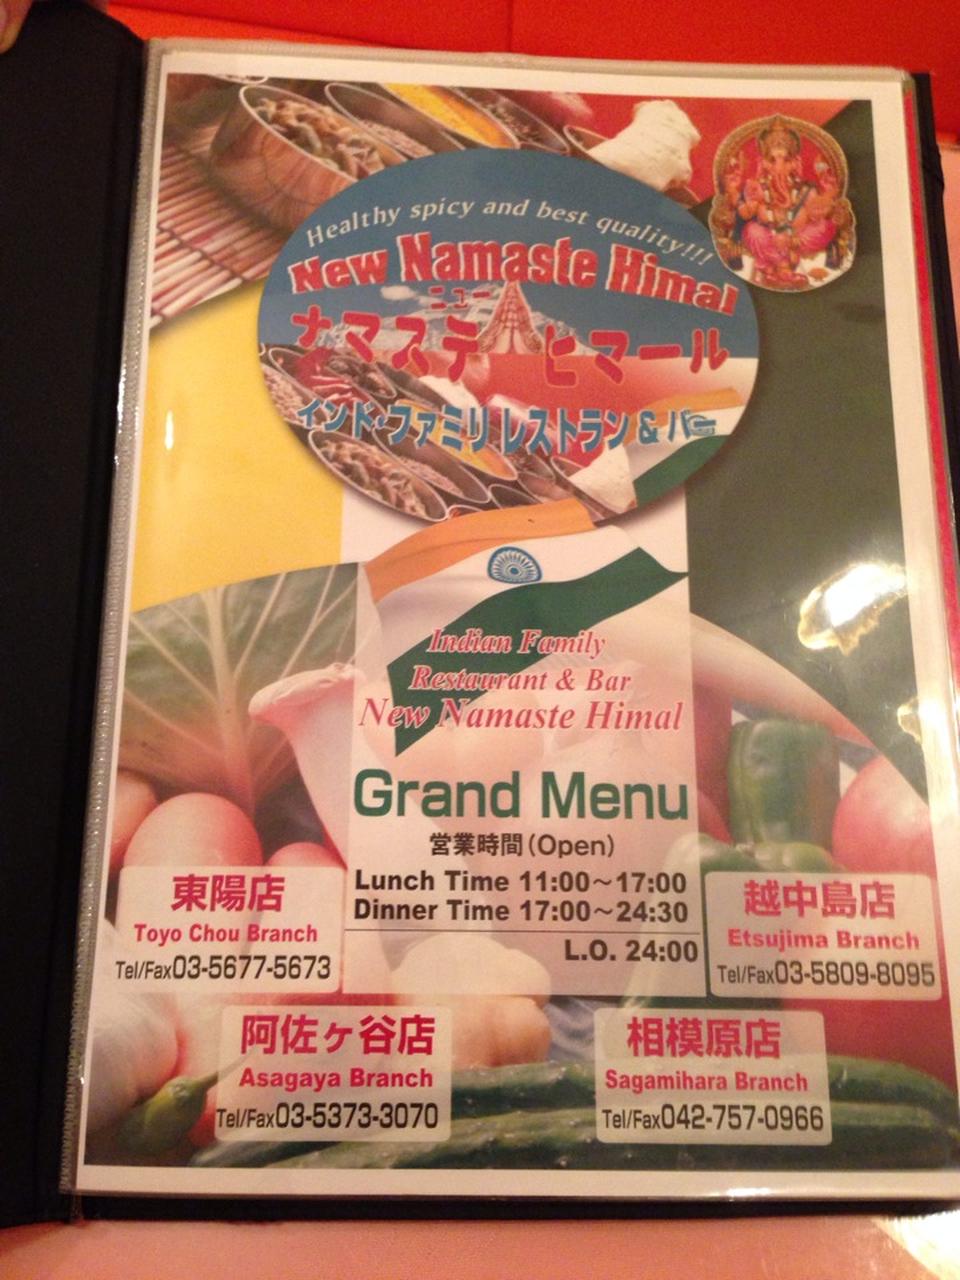 Healthy spicy and best quality!!!
New Namaste Himal
ニュー
ナマステ ヒマール
インド・ファミリレストラン & バー
Indian Family
Restaurant & Bar
New Namaste Himal
Grand Menu
営業時間(Open)
Lunch Time 11:00〜17:00
Dinner Time 17:00〜24:30
L.O. 24:00
東陽店
Toyo Chou Branch
Tel/Fax03-5677-5673
越中島店
Etsujima Branch
Tel/Fax03-5809-8095
阿佐ヶ谷店
Asagaya Branch
Tel/Fax03-5373-3070
相模原店
Sagamihara Branch
Tel/Fax042-757-0966